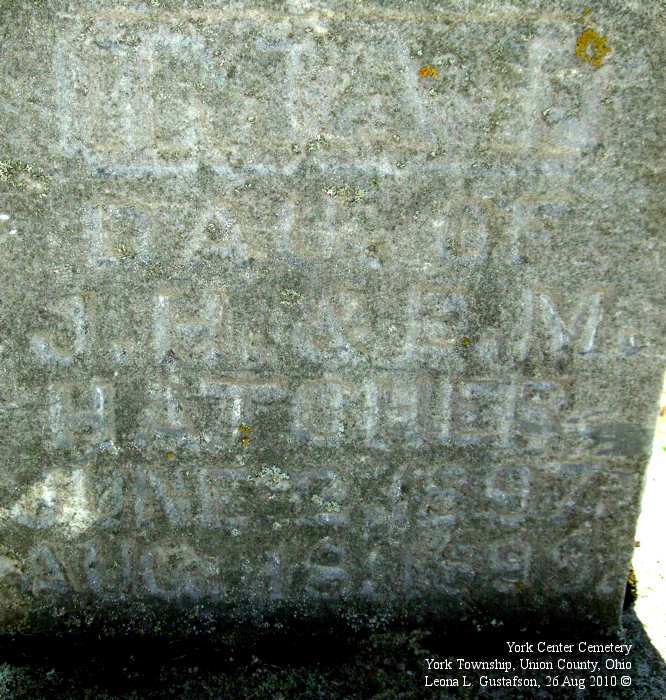 DAU. OF
J.H. & E.M.
HATCHER
JUNE 2, 1897
AUG. 18, 1899
York Center Cemetery
York Township, Union County, Ohio
Leona L. Gustafson, 26 Aug 2010 ©